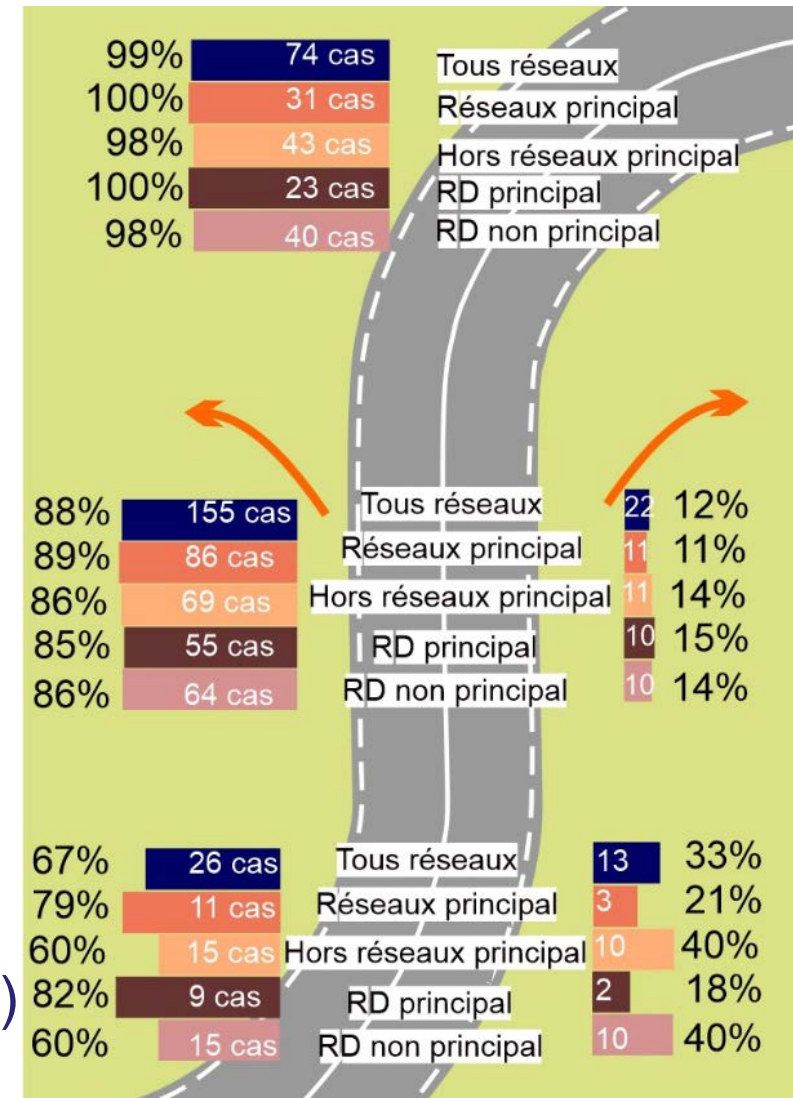 99% 74 cas Tous réseaux
100% 31 cas Réseaux principal
98% 43 cas Hors réseaux principal
100% 23 cas RD principal
98% 40 cas RD non principal
88% 155 cas Tous réseaux 22 12%
89% 86 cas Réseaux principal 11 11%
86% 69 cas Hors réseaux principal 11 14%
85% 55 cas RD principal 10 15%
86% 64 cas RD non principal 10 14%
67% 26 cas Tous réseaux 13 33%
79% 11 cas Réseaux principal 3 21%
60% 15 cas Hors réseaux principal 10 40%
) 82% 9 cas RD principal 2 18%
60% 15 cas RD non principal 10 40%